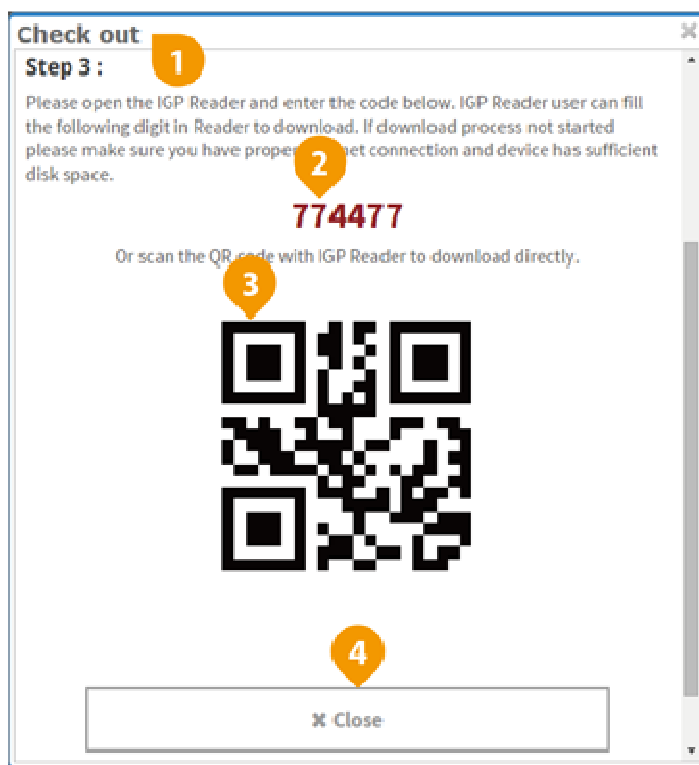 Check out
1
Step 3 :
Please open the IGP Reader and enter the code below. IGP Reader user can fill
the following digit in Reader to download. If download process not started
please make sure you have proper net connection and device has sufficient
2
disk space.
774477
Or scan the QR code with IGP Reader to download directly.
3
4
✖ Close